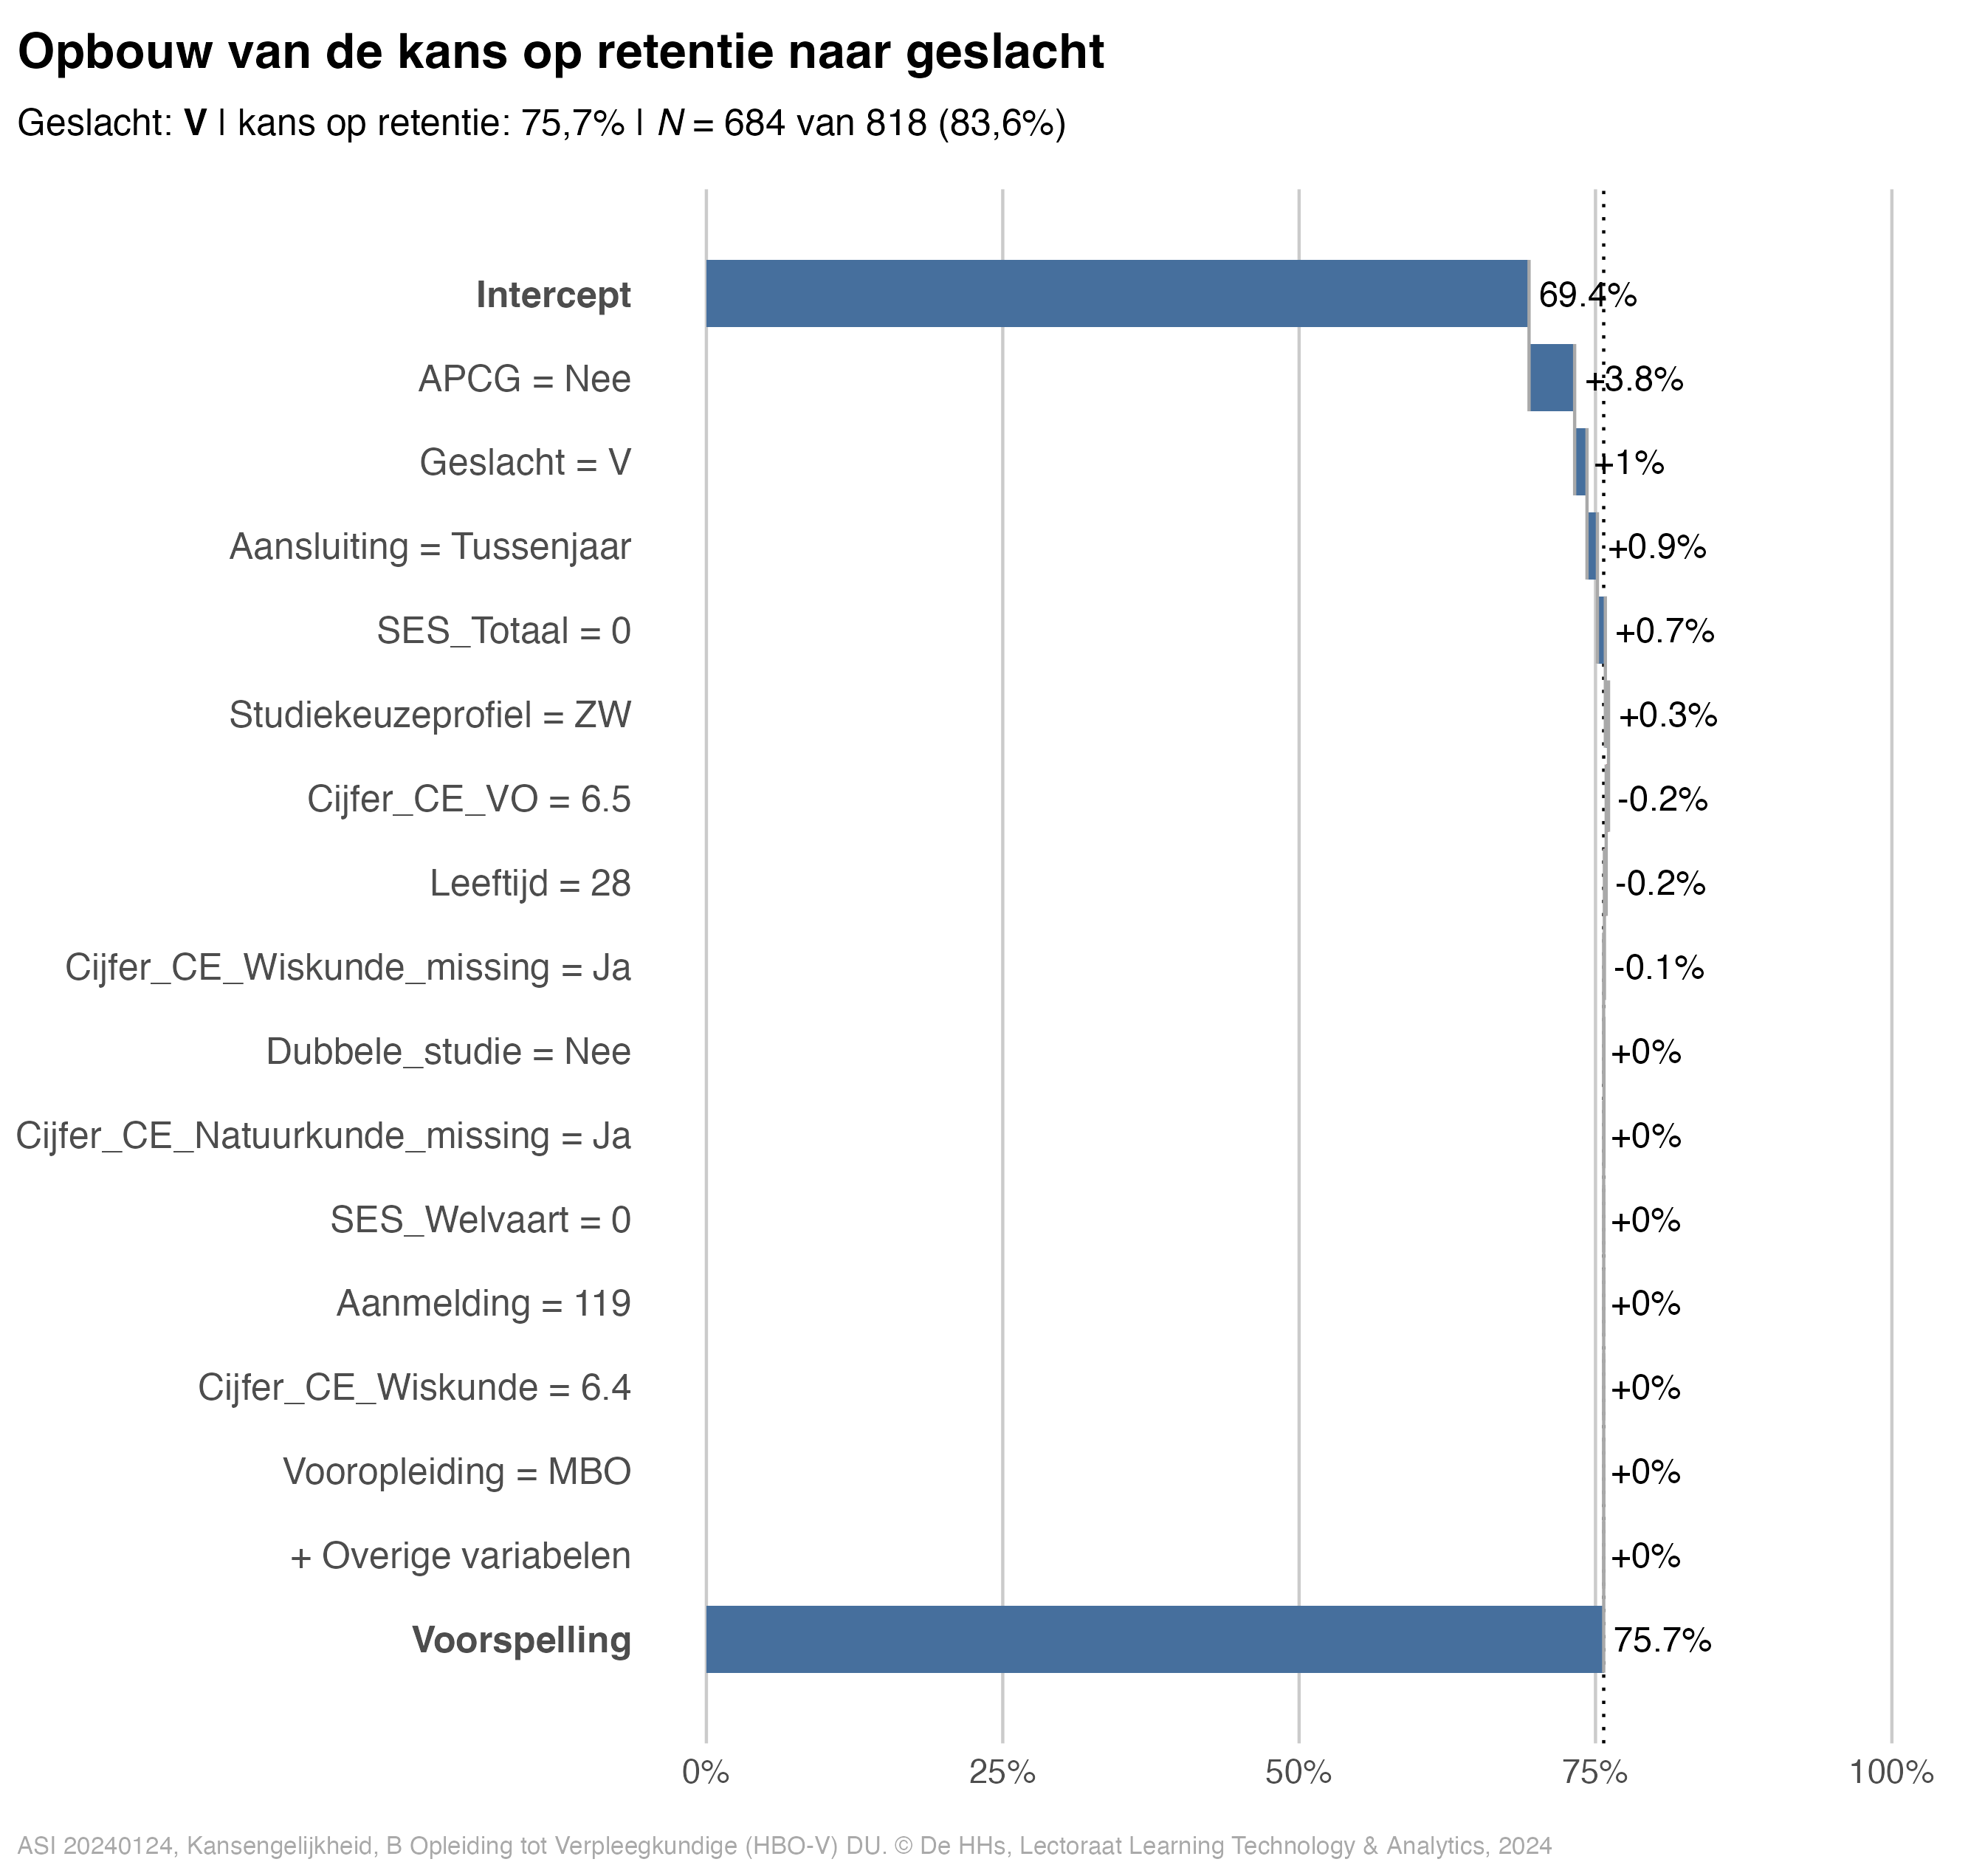 Opbouw van de kans op retentie naar geslacht
Geslacht: V | kans op retentie: 75,7% | N = 684 van 818 (83,6%)
Intercept 69.4%
APCG = Nee +3.8%
Geslacht = V +1%
Aansluiting = Tussenjaar +0.9%
SES_Totaal = 0 +0.7%
Studiekeuzeprofiel = ZW +0.3%
Cijfer_CE_VO = 6.5 -0.2%
Leeftijd = 28 -0.2%
Cijfer_CE_Wiskunde_missing = Ja -0.1%
Dubbele_studie = Nee +0%
Cijfer_CE_Natuurkunde_missing = Ja +0%
SES_Welvaart = 0 +0%
Aanmelding = 119 +0%
Cijfer_CE_Wiskunde = 6.4 +0%
Vooropleiding = MBO +0%
+ Overige variabelen +0%
Voorspelling 75.7%
0% 25% 50% 75% 100%
ASI 20240124, Kansengelijkheid, B Opleiding tot Verpleegkundige (HBO-V) DU. © De HHs, Lectoraat Learning Technology & Analytics, 2024